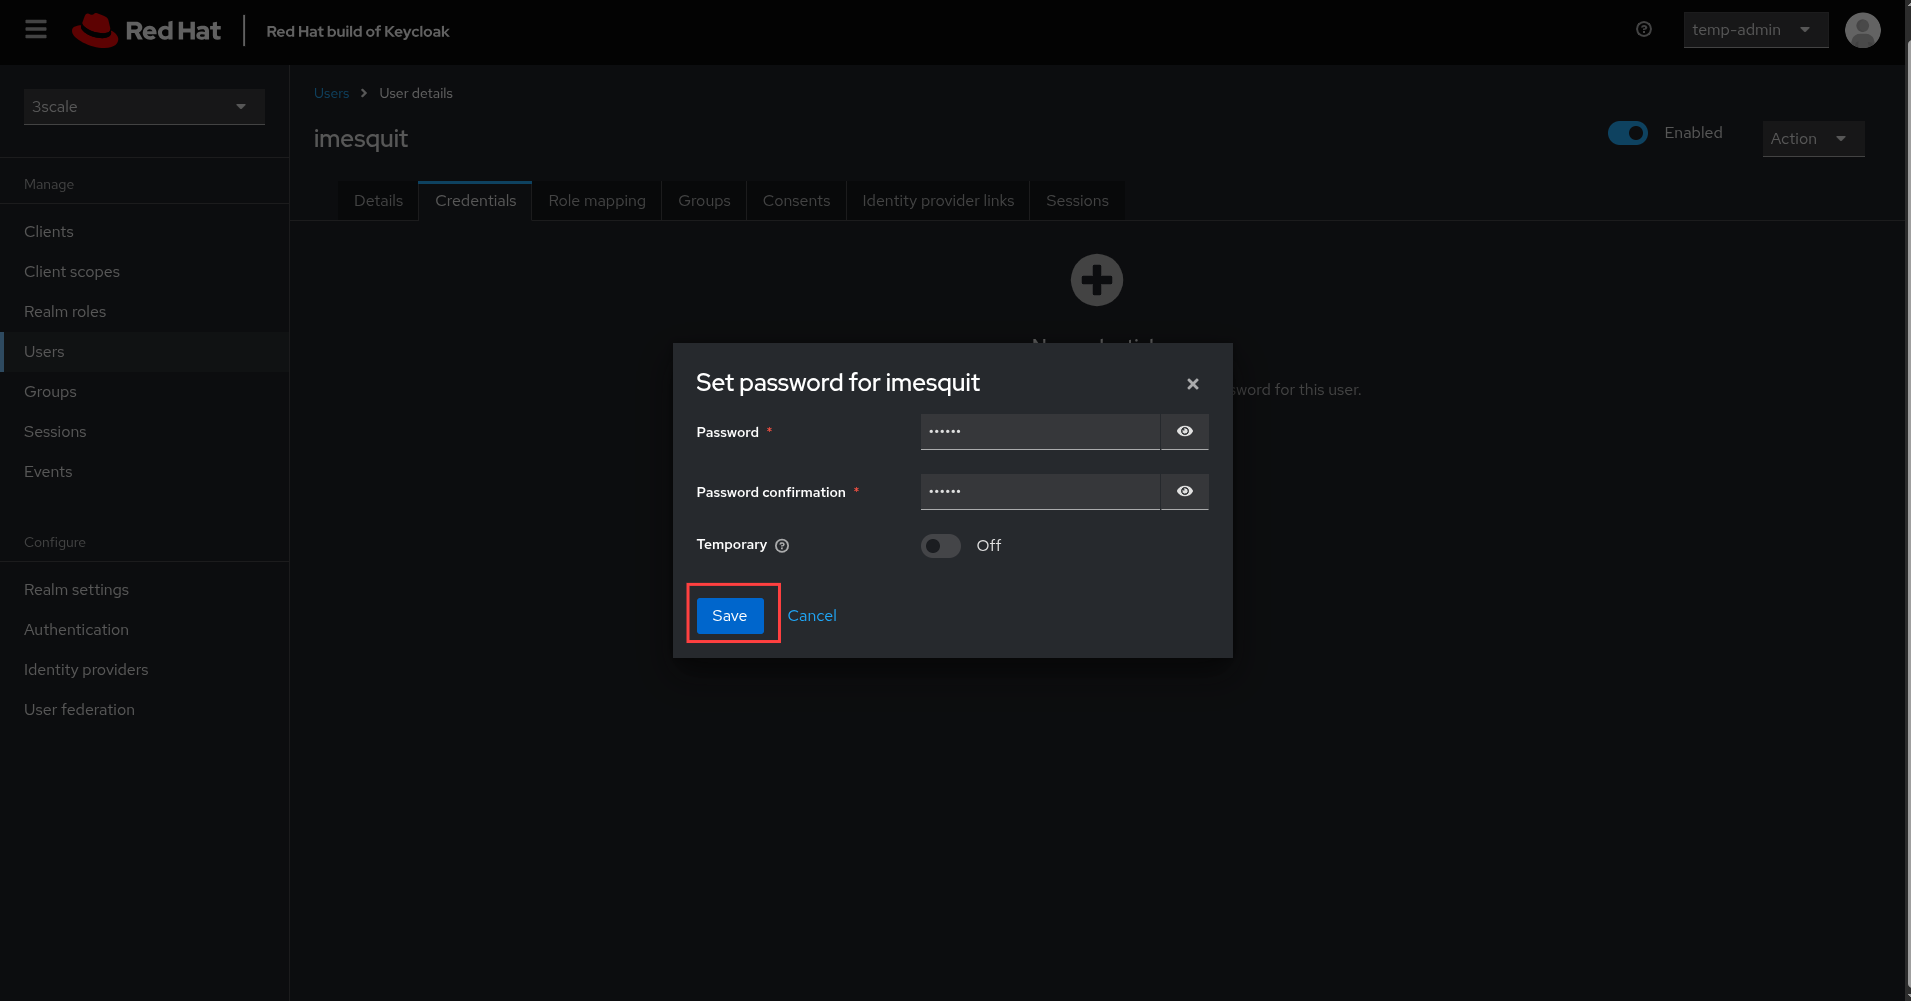 Red Hat
Red Hat build of Keycloak
temp-admin
3scale
Users
User details
imesquit
Enabled
Action
Details
Credentials
Role mapping
Groups
Consents
Identity provider links
Sessions
Manage
Clients
Client scopes
Realm roles
Users
Groups
Sessions
Events
Configure
Realm settings
Authentication
Identity providers
User federation
for this user.
Set password for imesquit
Password *
••••••
Password confirmation *
••••••
Temporary
Off
Save
Cancel